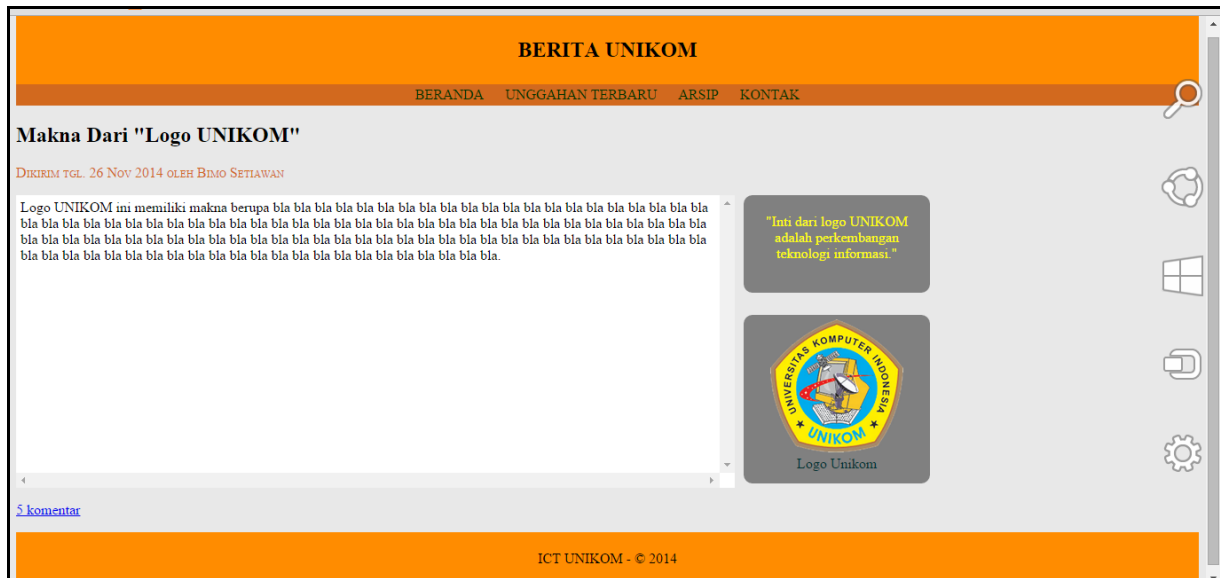 BERITA UNIKOM
BERANDA UNGGAHAN TERBARU ARSIP KONTAK
Makna Dari "Logo UNIKOM"
Dikirim tgl. 26 Nov 2014 oleh Bimo Setiawan
Logo UNIKOM ini memiliki makna berupa bla bla bla bla bla bla bla bla bla bla bla bla bla bla bla bla bla bla bla bla bla
bla bla bla bla bla bla bla bla bla bla bla bla bla bla bla bla bla bla bla bla bla bla bla bla bla bla bla bla bla bla bla bla bla
bla bla bla bla bla bla bla bla bla bla bla bla bla bla bla bla bla bla bla bla bla bla bla bla bla bla bla bla bla bla bla bla bla
bla bla bla bla bla bla bla bla bla bla bla bla bla bla bla bla bla bla bla bla bla bla bla.
"Inti dari logo UNIKOM
adalah perkembangan
teknologi informasi."
UNIVERSITAS KOMPUTER INDONESIA
UNIKOM
Logo Unikom
5 komentar
ICT UNIKOM - © 2014